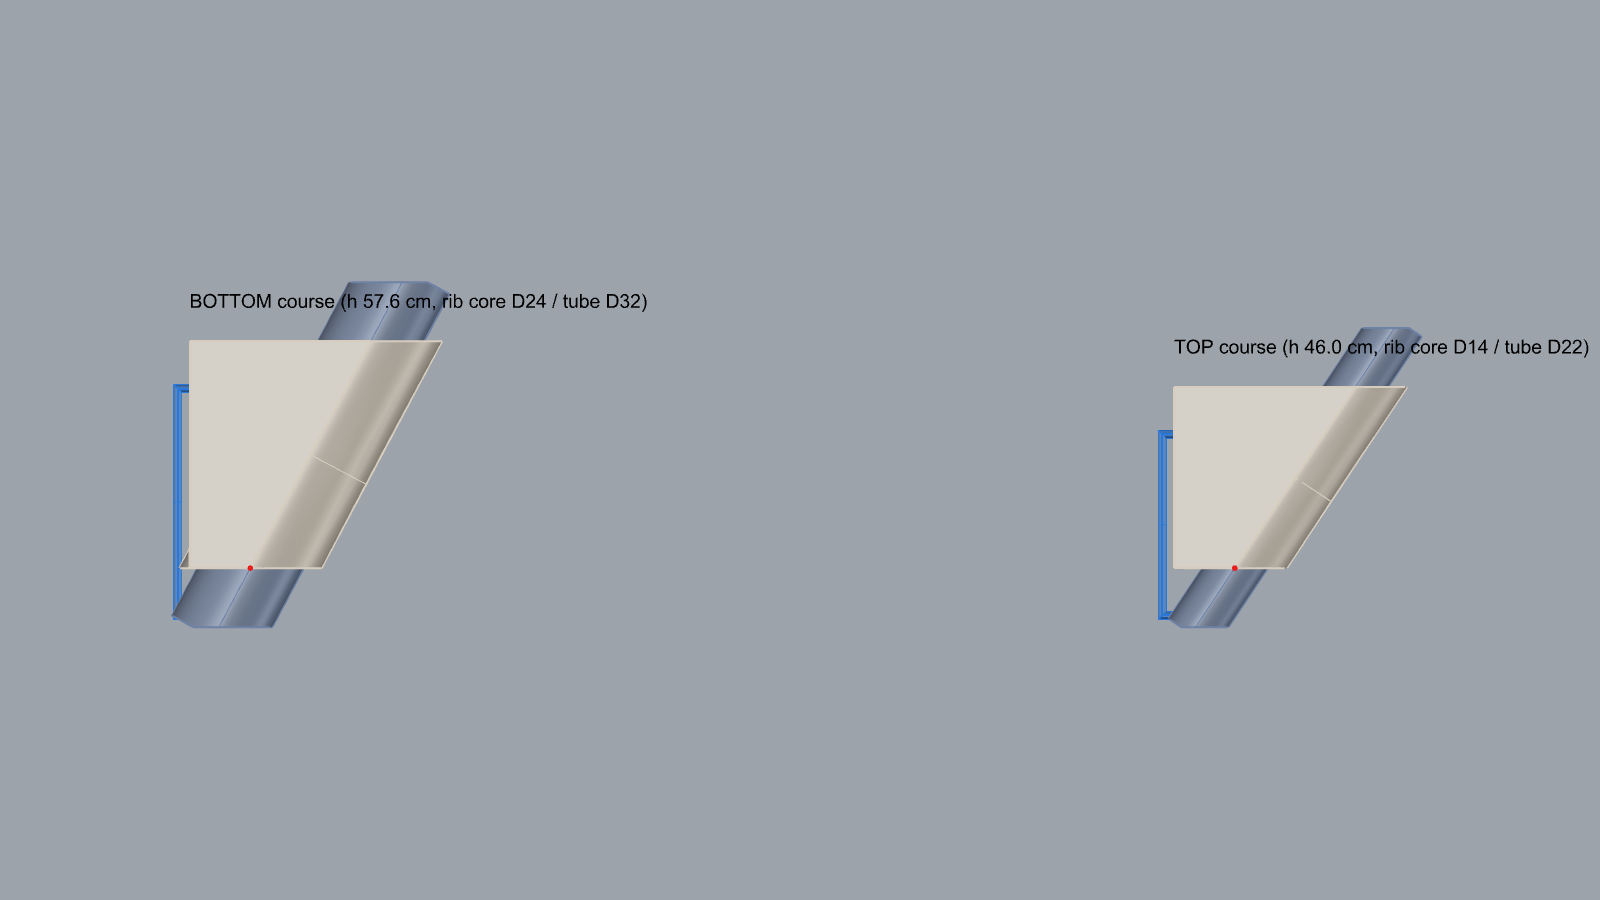 BOTTOM course (h 57.6 cm, rib core D24 / tube D32)
TOP course (h 46.0 cm, rib core D14 / tube D22)